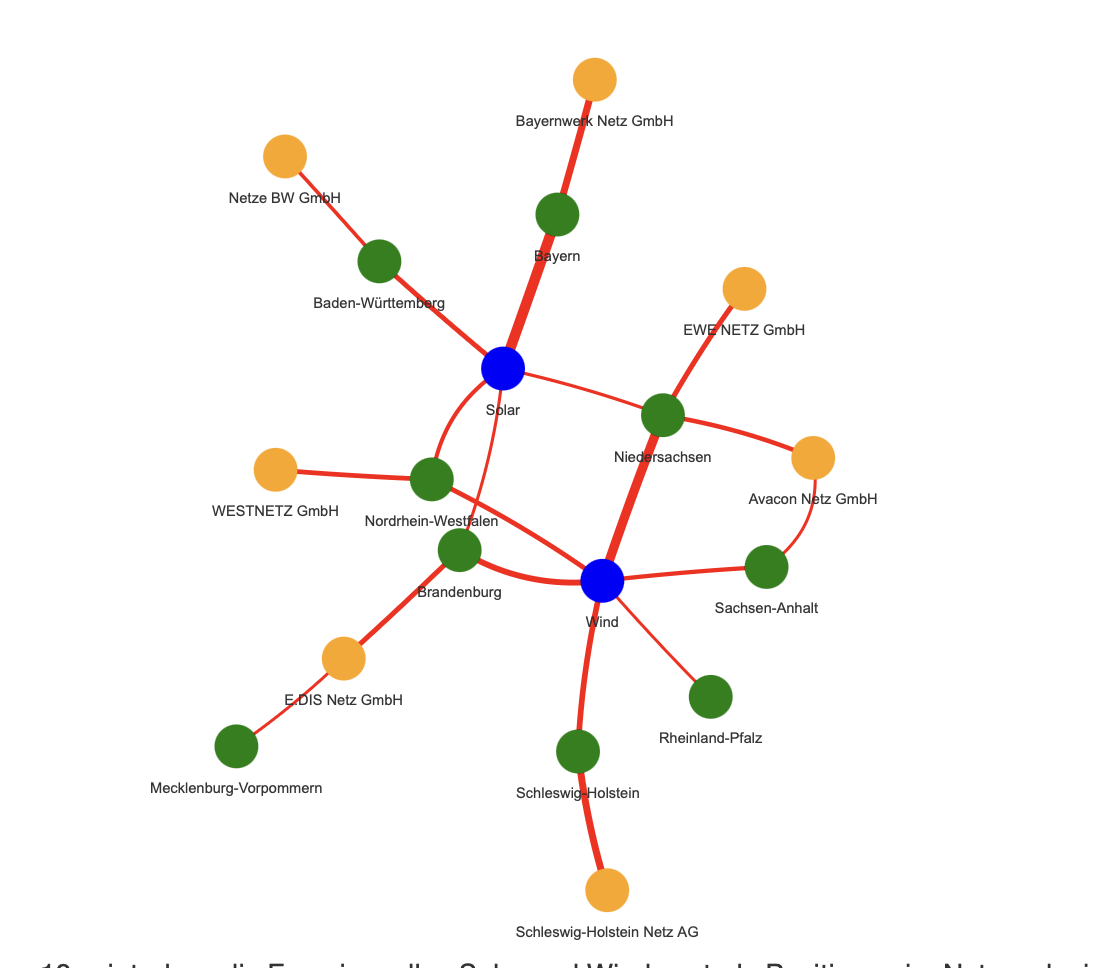 Bayernwerk Netz GmbH
Netze BW GmbH
Bayern
Baden-Württemberg
EWE NETZ GmbH
Solar
Niedersachsen
Avacon Netz GmbH
WESTNETZ GmbH
Nordrhein-Westfalen
Brandenburg
Sachsen-Anhalt
Wind
E.DIS Netz GmbH
Rheinland-Pfalz
Mecklenburg-Vorpommern
Schleswig-Holstein
Schleswig-Holstein Netz AG